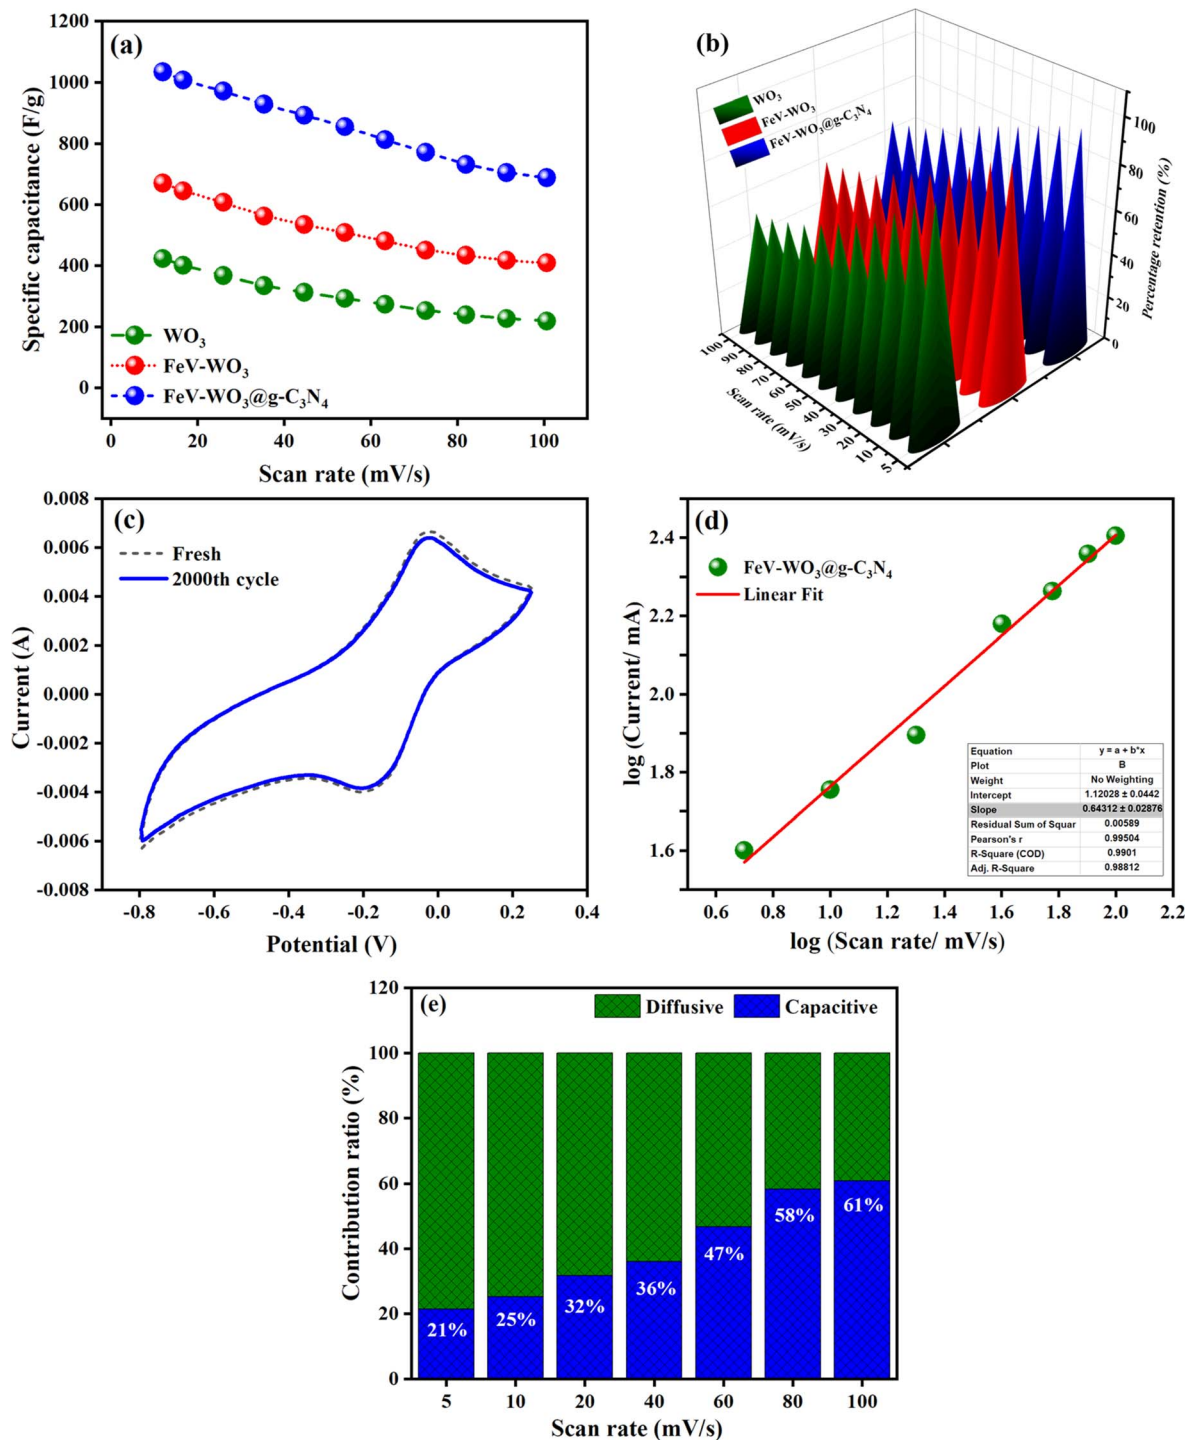 (a)
1200
1000
800
600
400
200
0
Specific capacitance (F/g)
WO3
FeV-WO3
FeV-WO3@g-C3N4
0 20 40 60 80 100
Scan rate (mV/s)
(b)
WO3
FeV-WO3
FeV-WO3@g-C3N4
100
80
60
40
20
0
Percentage retention (%)
100 90 80 70 60 50 40 30 20 10 5
Scan rate (mV/s)
(c)
0.008
0.006
0.004
0.002
0.000
-0.002
-0.004
-0.006
-0.008
Current (A)
Fresh
2000th cycle
-0.8 -0.6 -0.4 -0.2 0.0 0.2 0.4
Potential (V)
(d)
2.4
2.2
2.0
1.8
1.6
log (Current/ mA)
FeV-WO3@g-C3N4
Linear Fit
Equation y = a + b*x
Plot B
Weight No Weighting
Intercept 1.12028 ± 0.0442
Slope 0.64312 ± 0.02876
Residual Sum of Squar 0.00589
Pearson's r 0.99504
R-Square (COD) 0.9901
Adj. R-Square 0.98812
0.6 0.8 1.0 1.2 1.4 1.6 1.8 2.0 2.2
log (Scan rate/ mV/s)
(e)
Diffusive Capacitive
120
100
80
60
40
20
0
Contribution ratio (%)
21% 25% 32% 36% 47% 58% 61%
5 10 20 40 60 80 100
Scan rate (mV/s)